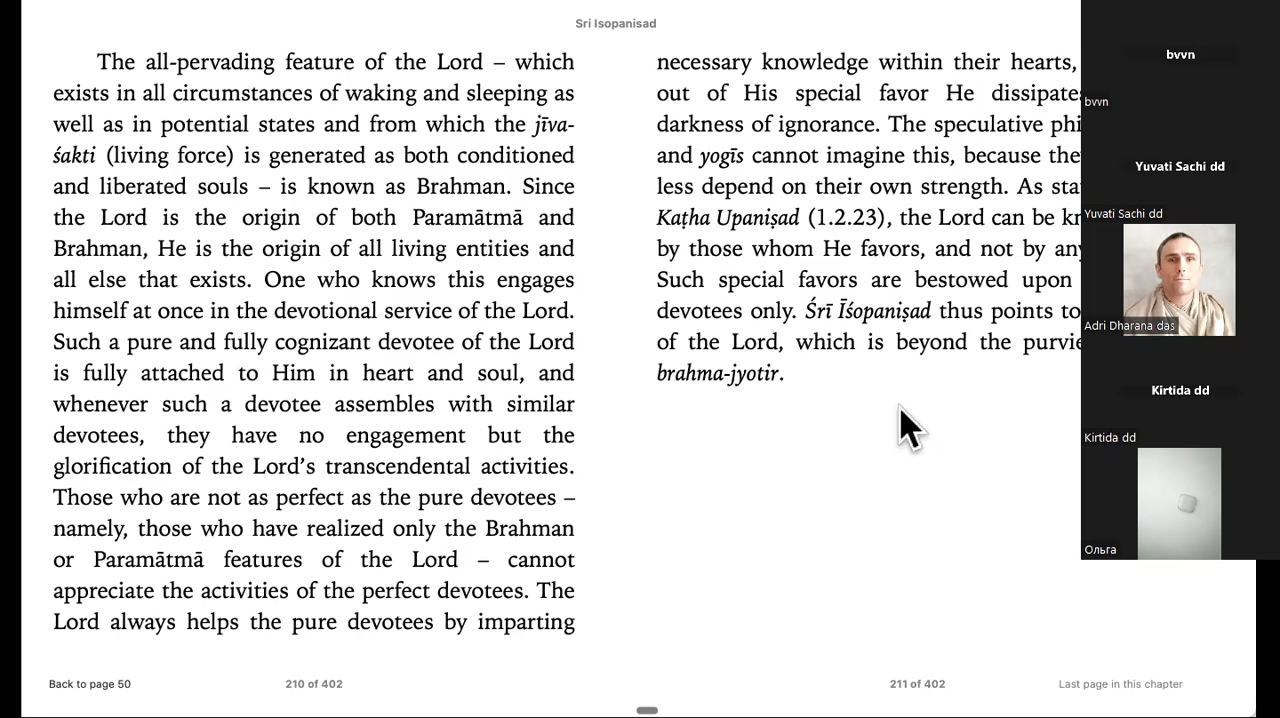 Sri Isopanisad
The all-pervading feature of the Lord – which
exists in all circumstances of waking and sleeping as
well as in potential states and from which the jīva-
śakti (living force) is generated as both conditioned
and liberated souls – is known as Brahman. Since
the Lord is the origin of both Paramātmā and
Brahman, He is the origin of all living entities and
all else that exists. One who knows this engages
himself at once in the devotional service of the Lord.
Such a pure and fully cognizant devotee of the Lord
is fully attached to Him in heart and soul, and
whenever such a devotee assembles with similar
devotees, they have no engagement but the
glorification of the Lord’s transcendental activities.
Those who are not as perfect as the pure devotees –
namely, those who have realized only the Brahman
or Paramātmā features of the Lord – cannot
appreciate the activities of the perfect devotees. The
Lord always helps the pure devotees by imparting
necessary knowledge within their hearts,
out of His special favor He
darkness of ignorance. The speculative
and yogīs cannot imagine this, because
less depend on their own strength. As
Kaṭha Upaniṣad (1.2.23), the Lord can be
by those whom He favors, and not by
Such special favors are bestowed upon
devotees only. Śrī Īśopaniṣad thus points to
of the Lord, which is beyond the
brahma-jyotir.
Back to page 50
210 of 402
211 of 402
Last page in this chapter
bvvn
bvvn
Yuvati Sachi dd
Yuvati Sachi dd
Adri Dharana das
Kirtida dd
Kirtida dd
Ольга